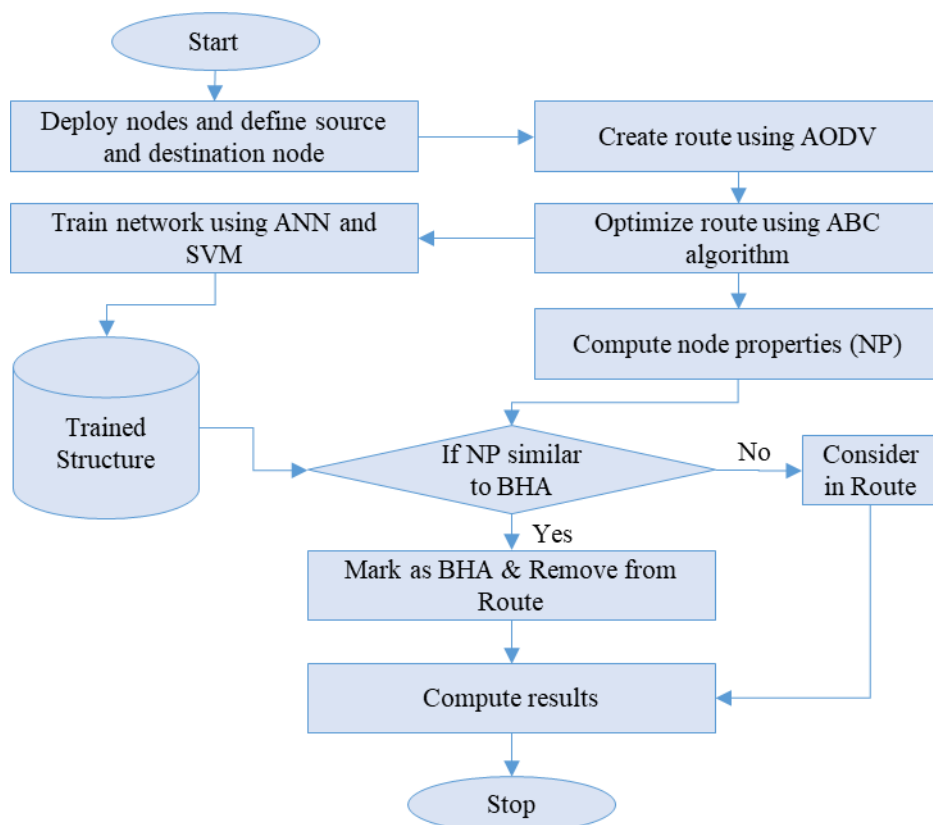 Start
Deploy nodes and define source
and destination node
Create route using AODV
Train network using ANN and
SVM
Optimize route using ABC
algorithm
Compute node properties (NP)
Trained
Structure
If NP similar
to BHA
No
Consider
in Route
Yes
Mark as BHA & Remove from
Route
Compute results
Stop